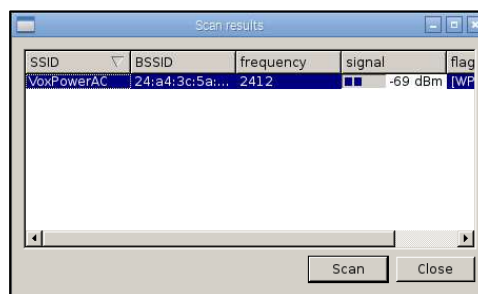 Scan results
SSID BSSID frequency signal flag
VoxPowerAC 24:a4:3c:5a:... 2412 -69 dBm [WP
Scan Close